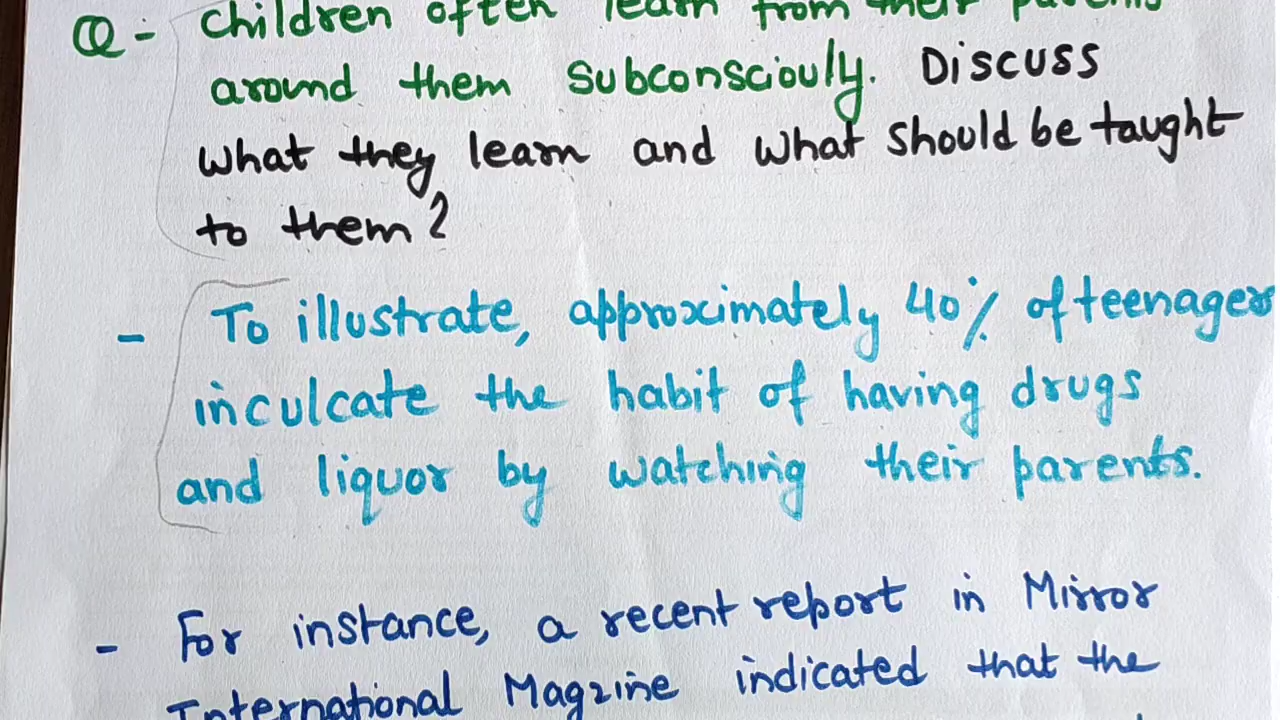 Q - Children often learn from their parents
around them subconsciouly. Discuss
what they learn and what should be taught
to them?
- To illustrate, approximately 40% of teenagers
inculcate the habit of having drugs
and liquor by watching their parents.
- For instance, a recent report in Mirror
International Magzine indicated that the